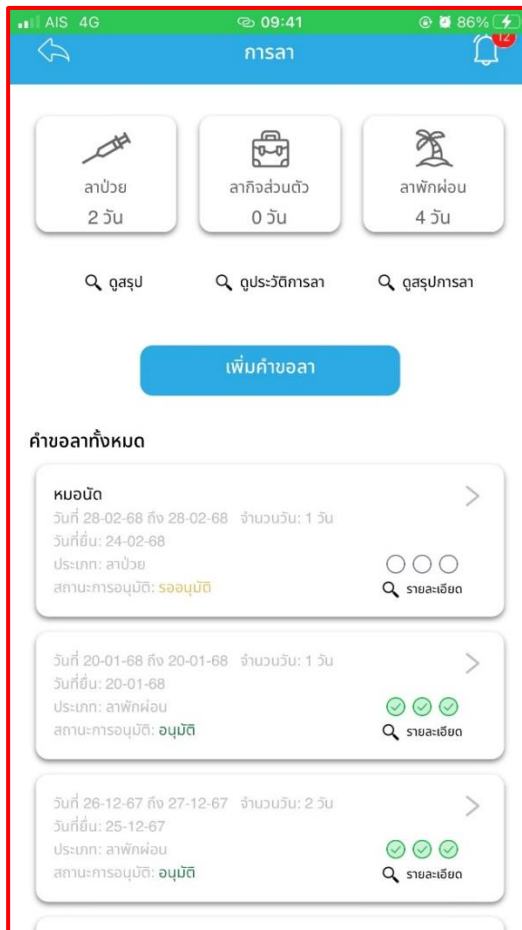 AIS 4G 09:41 86%
การลา 12
ลาป่วย ลากิจส่วนตัว ลาพักผ่อน
2 วัน 0 วัน 4 วัน
ดูสรุป ดูประวัติการลา ดูสรุปการลา
เพิ่มคำขอลา
คำขอลาทั้งหมด
หมอนัด
วันที่ 28-02-68 ถึง 28-02-68 จำนวนวัน: 1 วัน
วันที่ยื่น: 24-02-68
ประเภท: ลาป่วย
สถานะการอนุมัติ: รออนุมัติ รายละเอียด
วันที่ 20-01-68 ถึง 20-01-68 จำนวนวัน: 1 วัน
วันที่ยื่น: 20-01-68
ประเภท: ลาพักผ่อน
สถานะการอนุมัติ: อนุมัติ รายละเอียด
วันที่ 26-12-67 ถึง 27-12-67 จำนวนวัน: 2 วัน
วันที่ยื่น: 25-12-67
ประเภท: ลาพักผ่อน
สถานะการอนุมัติ: อนุมัติ รายละเอียด